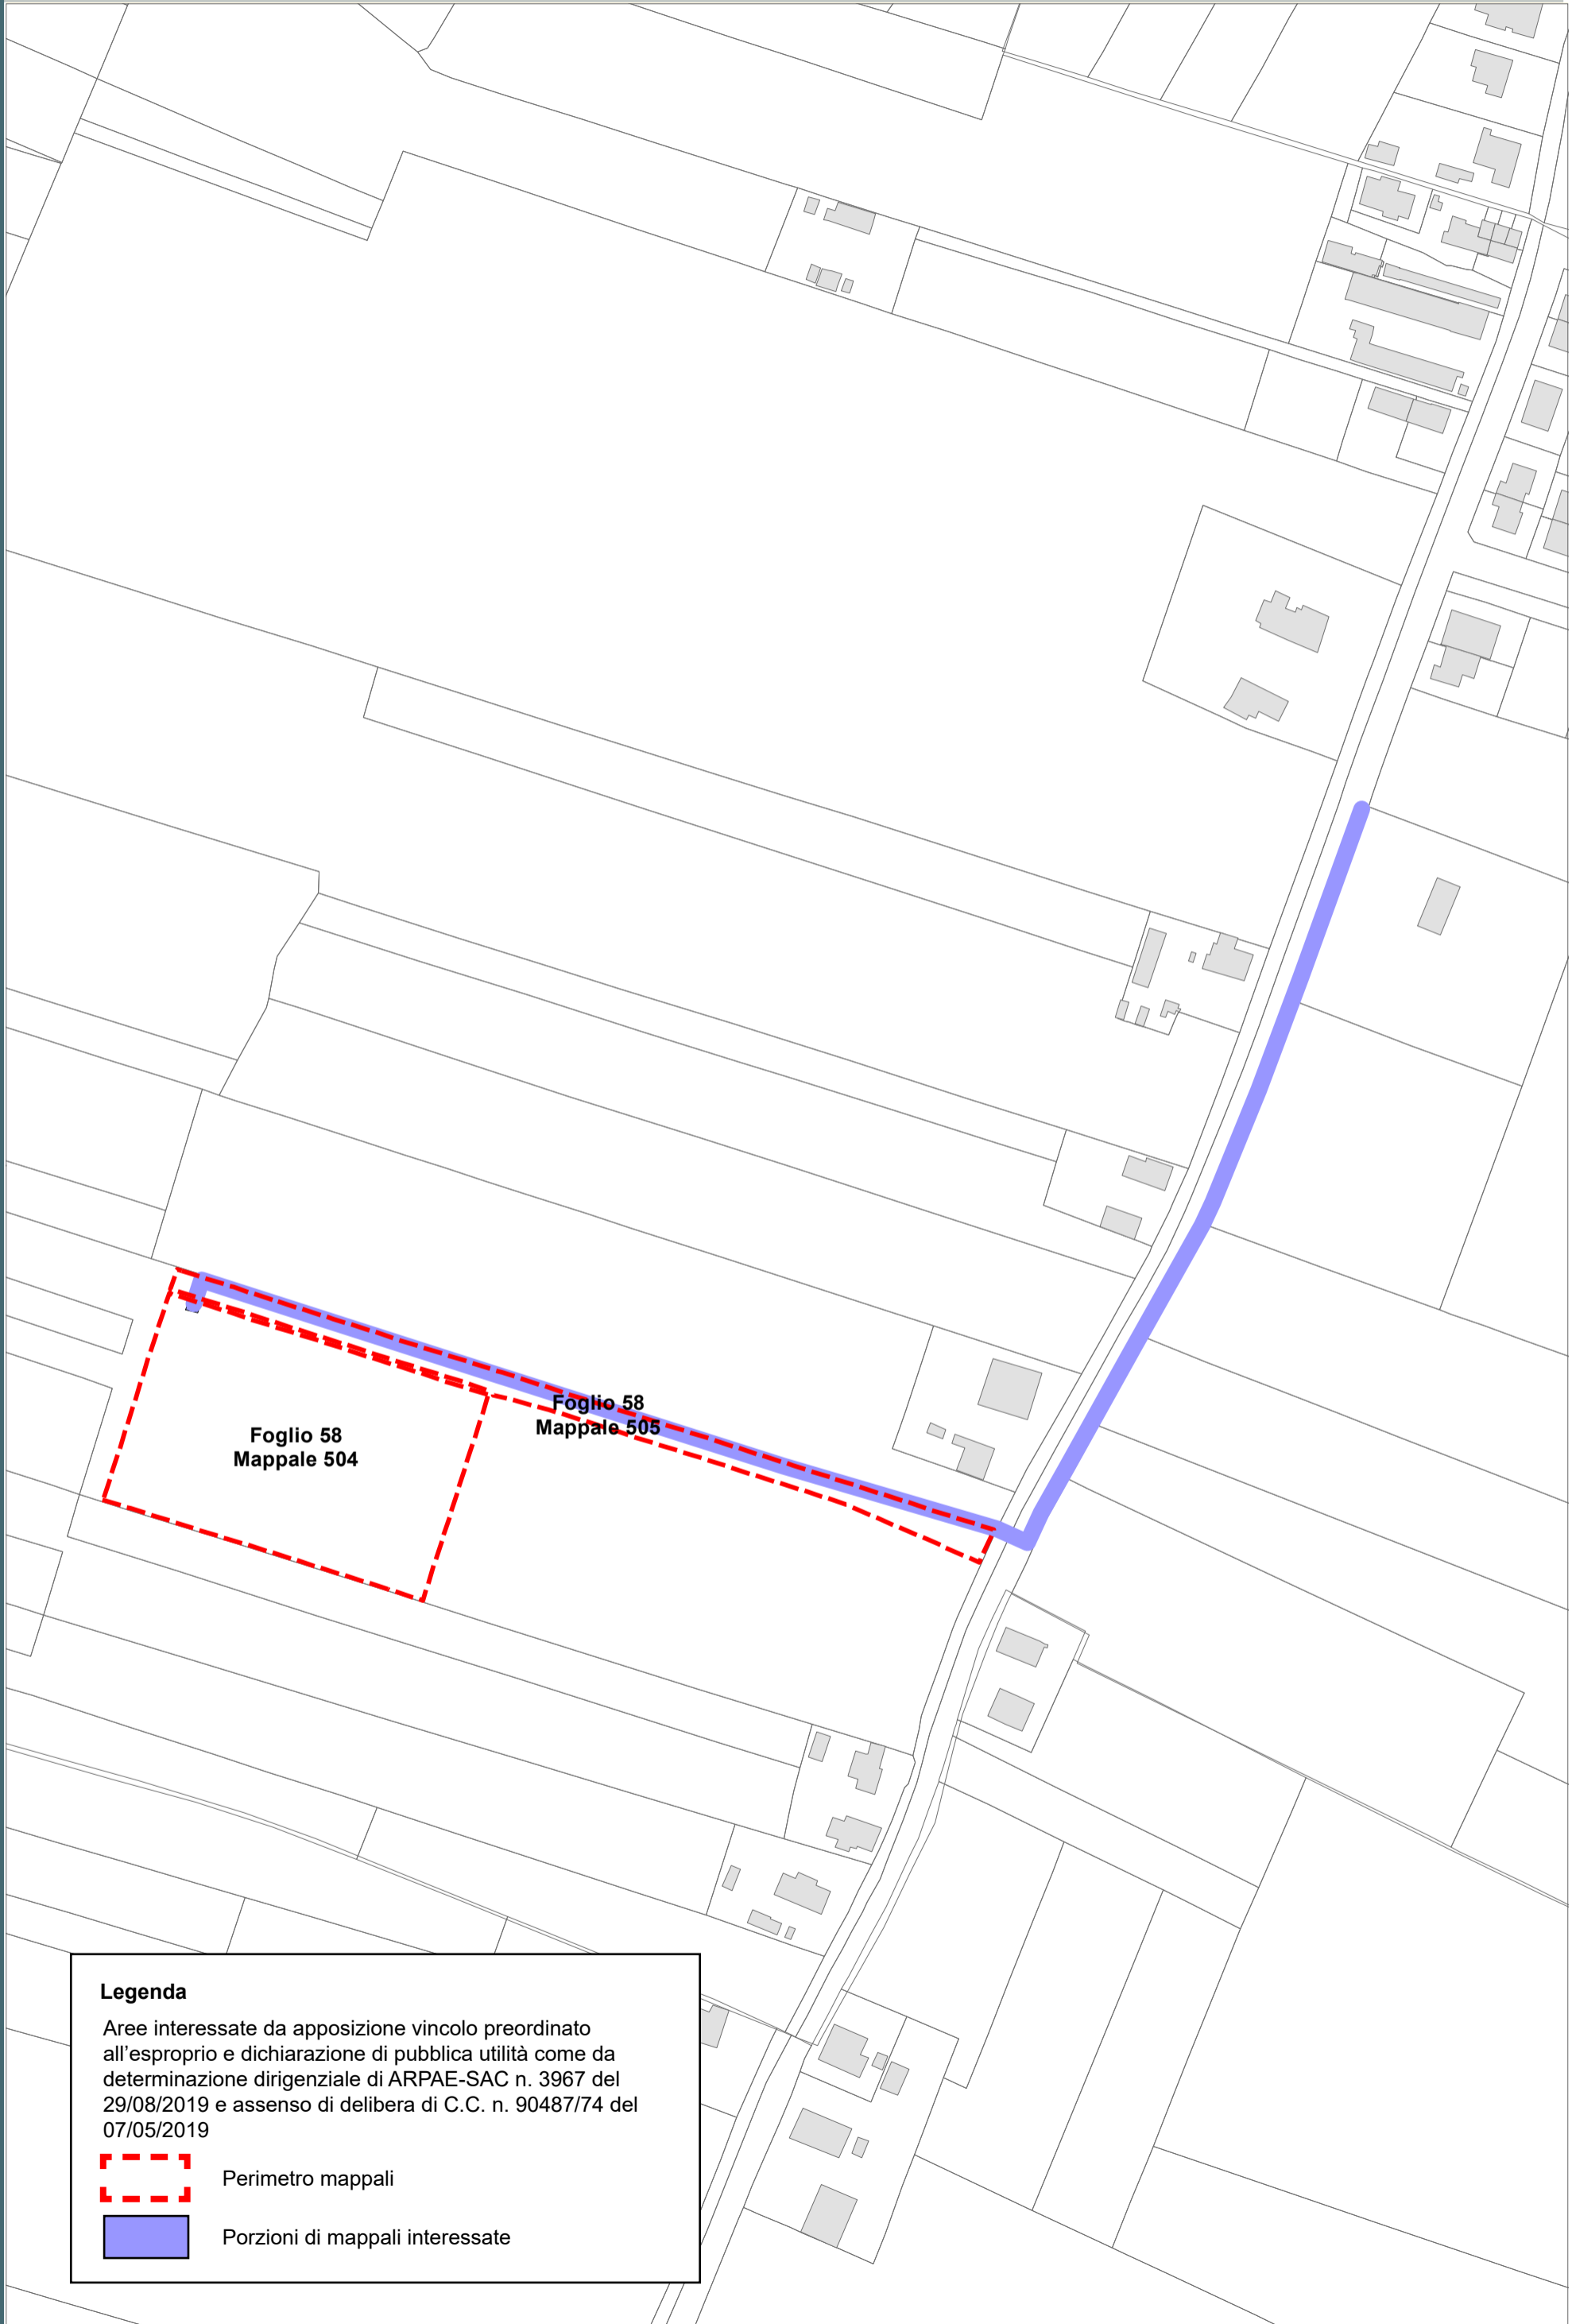 Foglio 58
Mappale 505
Foglio 58
Mappale 504
Legenda
Aree interessate da apposizione vincolo preordinato
all’esproprio e dichiarazione di pubblica utilità come da
determinazione dirigenziale di ARPAE-SAC n. 3967 del
29/08/2019 e assenso di delibera di C.C. n. 90487/74 del
07/05/2019
Perimetro mappali
Porzioni di mappali interessate